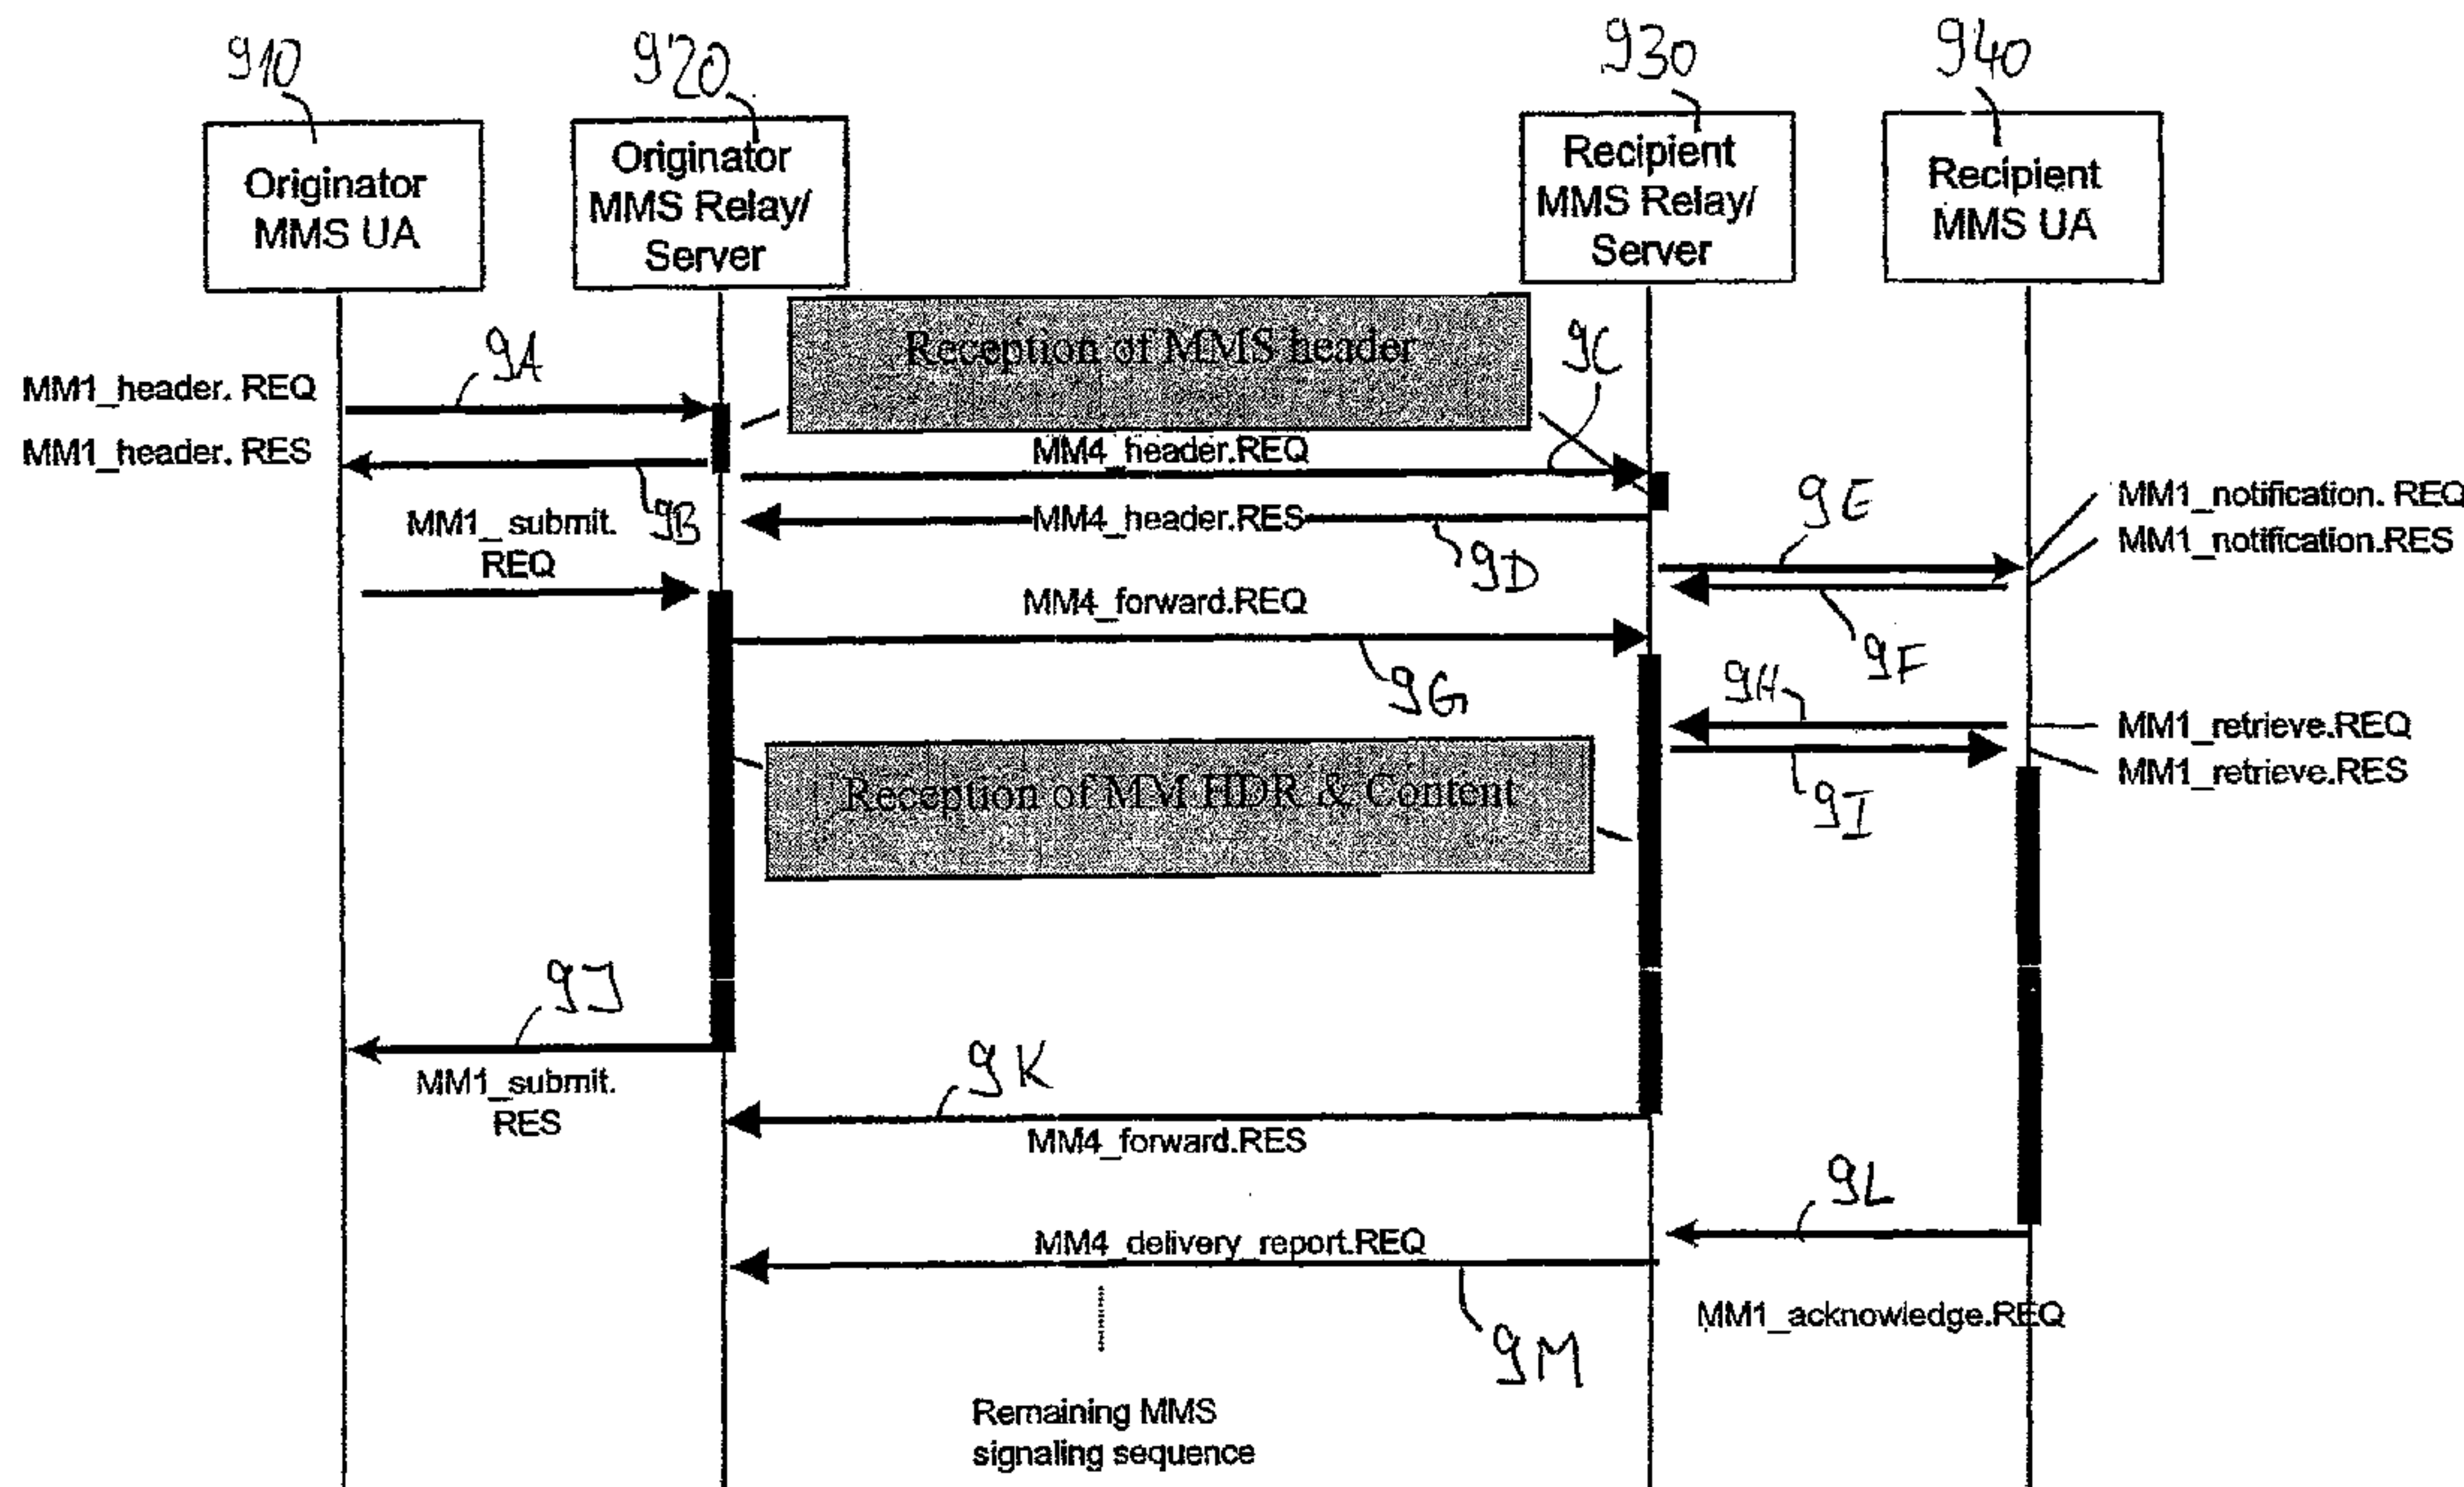 910
920
930
940
Originator
MMS UA
Originator
MMS Relay/
Server
Recipient
MMS Relay/
Server
Recipient
MMS UA
Reception of MMS header
9A
9C
MM1_header. REQ
MM1_header. RES
MM4_header.REQ
9B
MM1_ submit.
REQ
MM4_header.RES
9D
9E
MM1_notification. REQ
MM1_notification.RES
MM4_forward.REQ
9F
9G
9H
MM1_retrieve.REQ
MM1_retrieve.RES
9I
Reception of MM HDR & Content
9J
MM1_submit.
RES
9K
MM4_forward.RES
9L
MM4_delivery_report.REQ
MM1_acknowledge.REQ
9M
Remaining MMS
signaling sequence